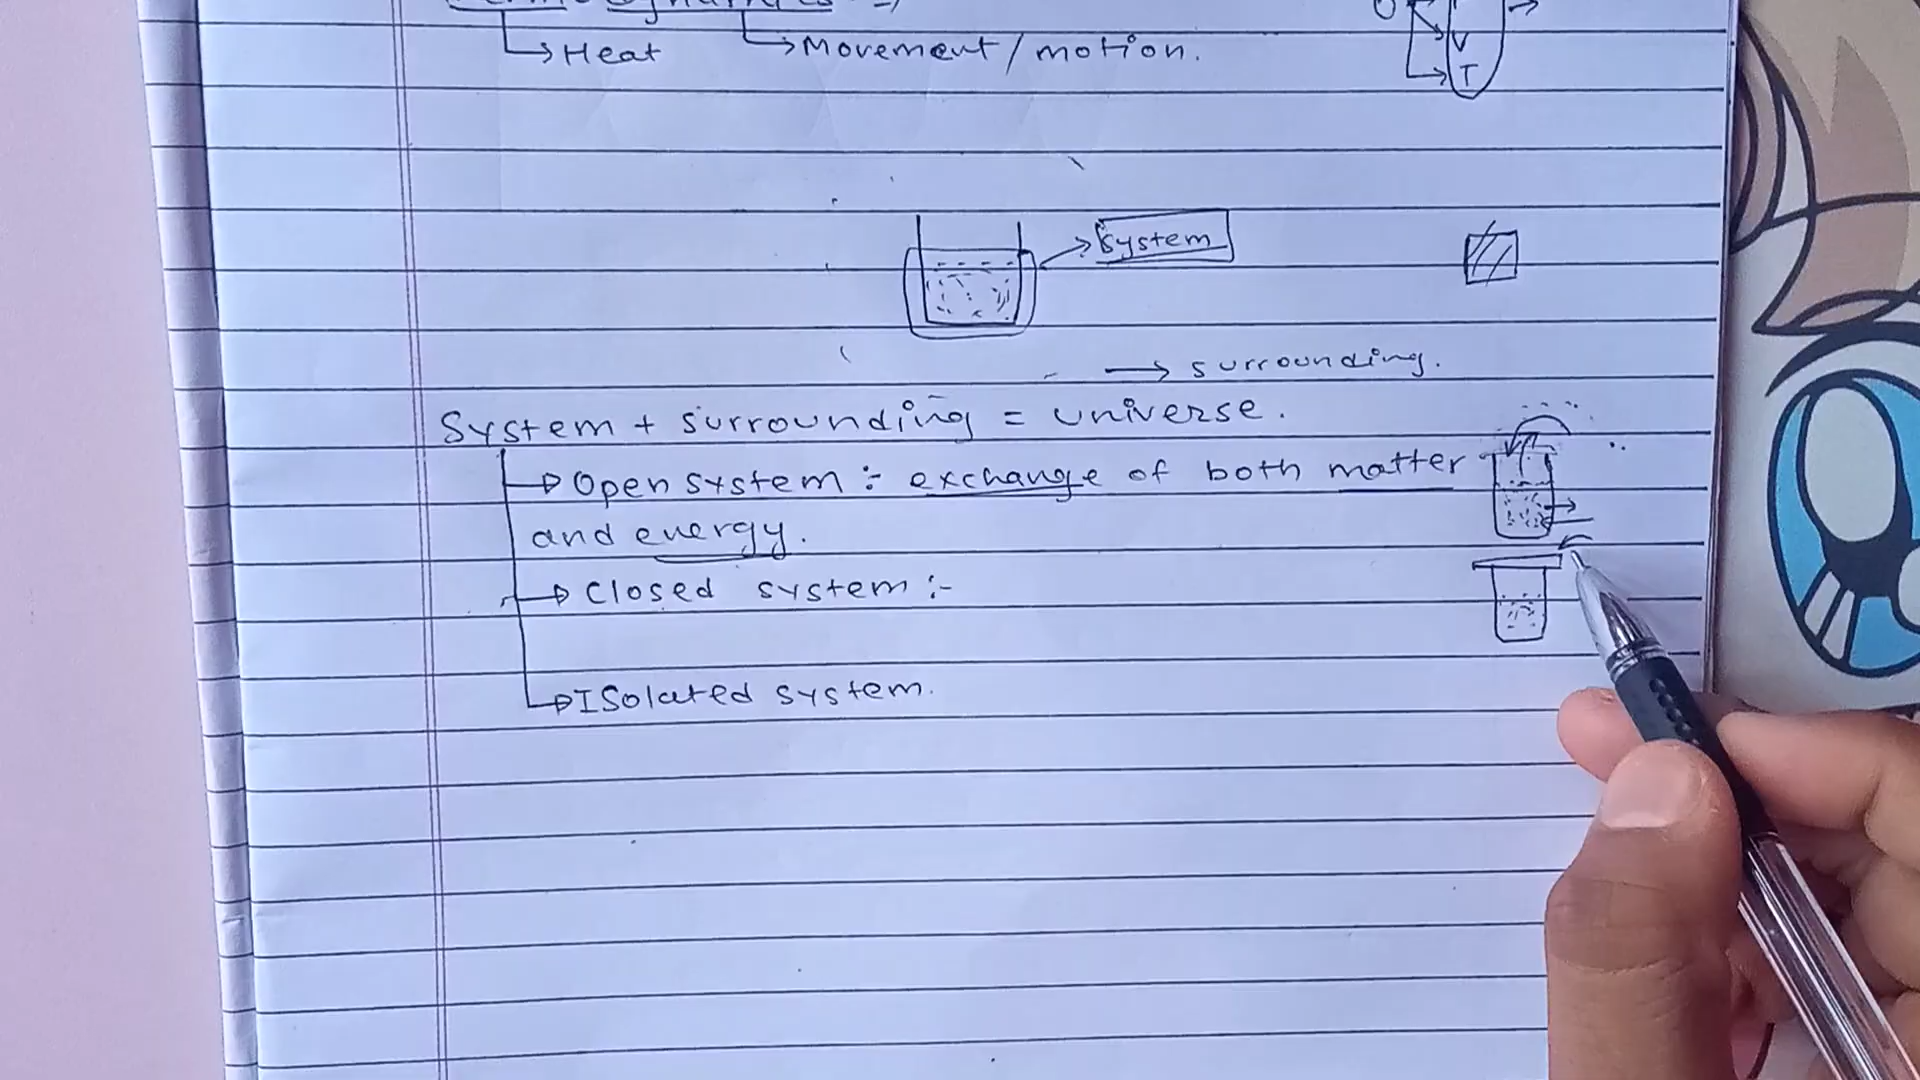 → Heat → Movement / motion.
V
T
→ System
→ surrounding.
System + surrounding = universe.
→ Open system :- exchange of both matter
and energy.
→ Closed system :-
→ Isolated system.